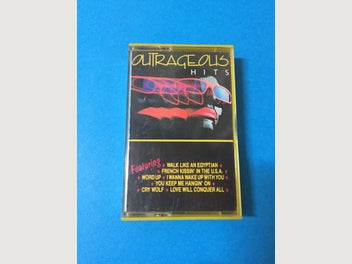 OUTRAGEOUS
HITS
Featuring
★ WALK LIKE AN EGYPTIAN
★ FRENCH KISSIN' IN THE U.S.A.
★ WORD UP ★ I WANNA WAKE UP WITH YOU
★ YOU KEEP ME HANGIN' ON ★
CRY WOLF ★ LOVE WILL CONQUER ALL ★